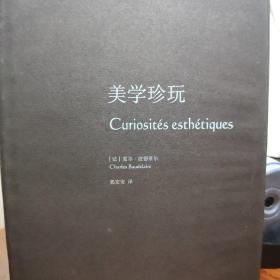 美学珍玩
Curiosités esthétiques
[法] 夏尔·波德莱尔
Charles Baudelaire
郭宏安 译